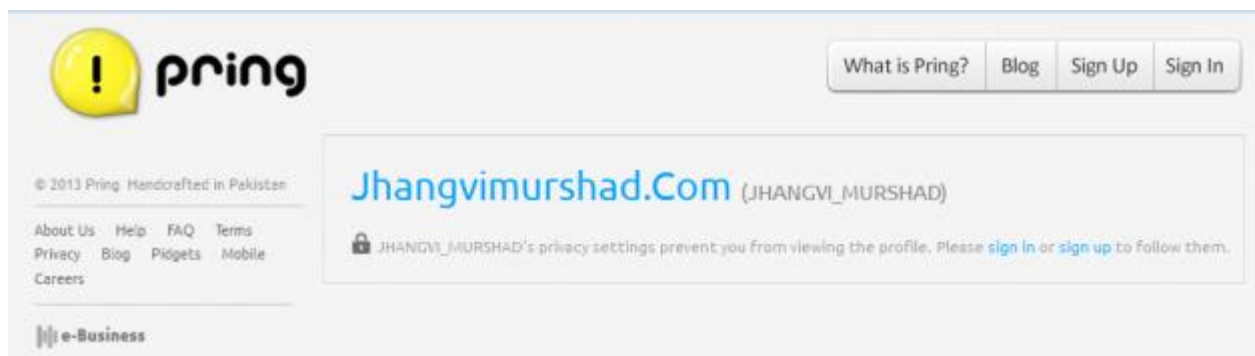 ! pring
What is Pring? Blog Sign Up Sign In
© 2013 Pring. Handcrafted in Pakistan
About Us Help FAQ Terms
Privacy Blog Pidgets Mobile
Careers
e-Business
Jhangvimurshad.Com (JHANGVI_MURSHAD)
JHANGVI_MURSHAD's privacy settings prevent you from viewing the profile. Please sign in or sign up to follow them.